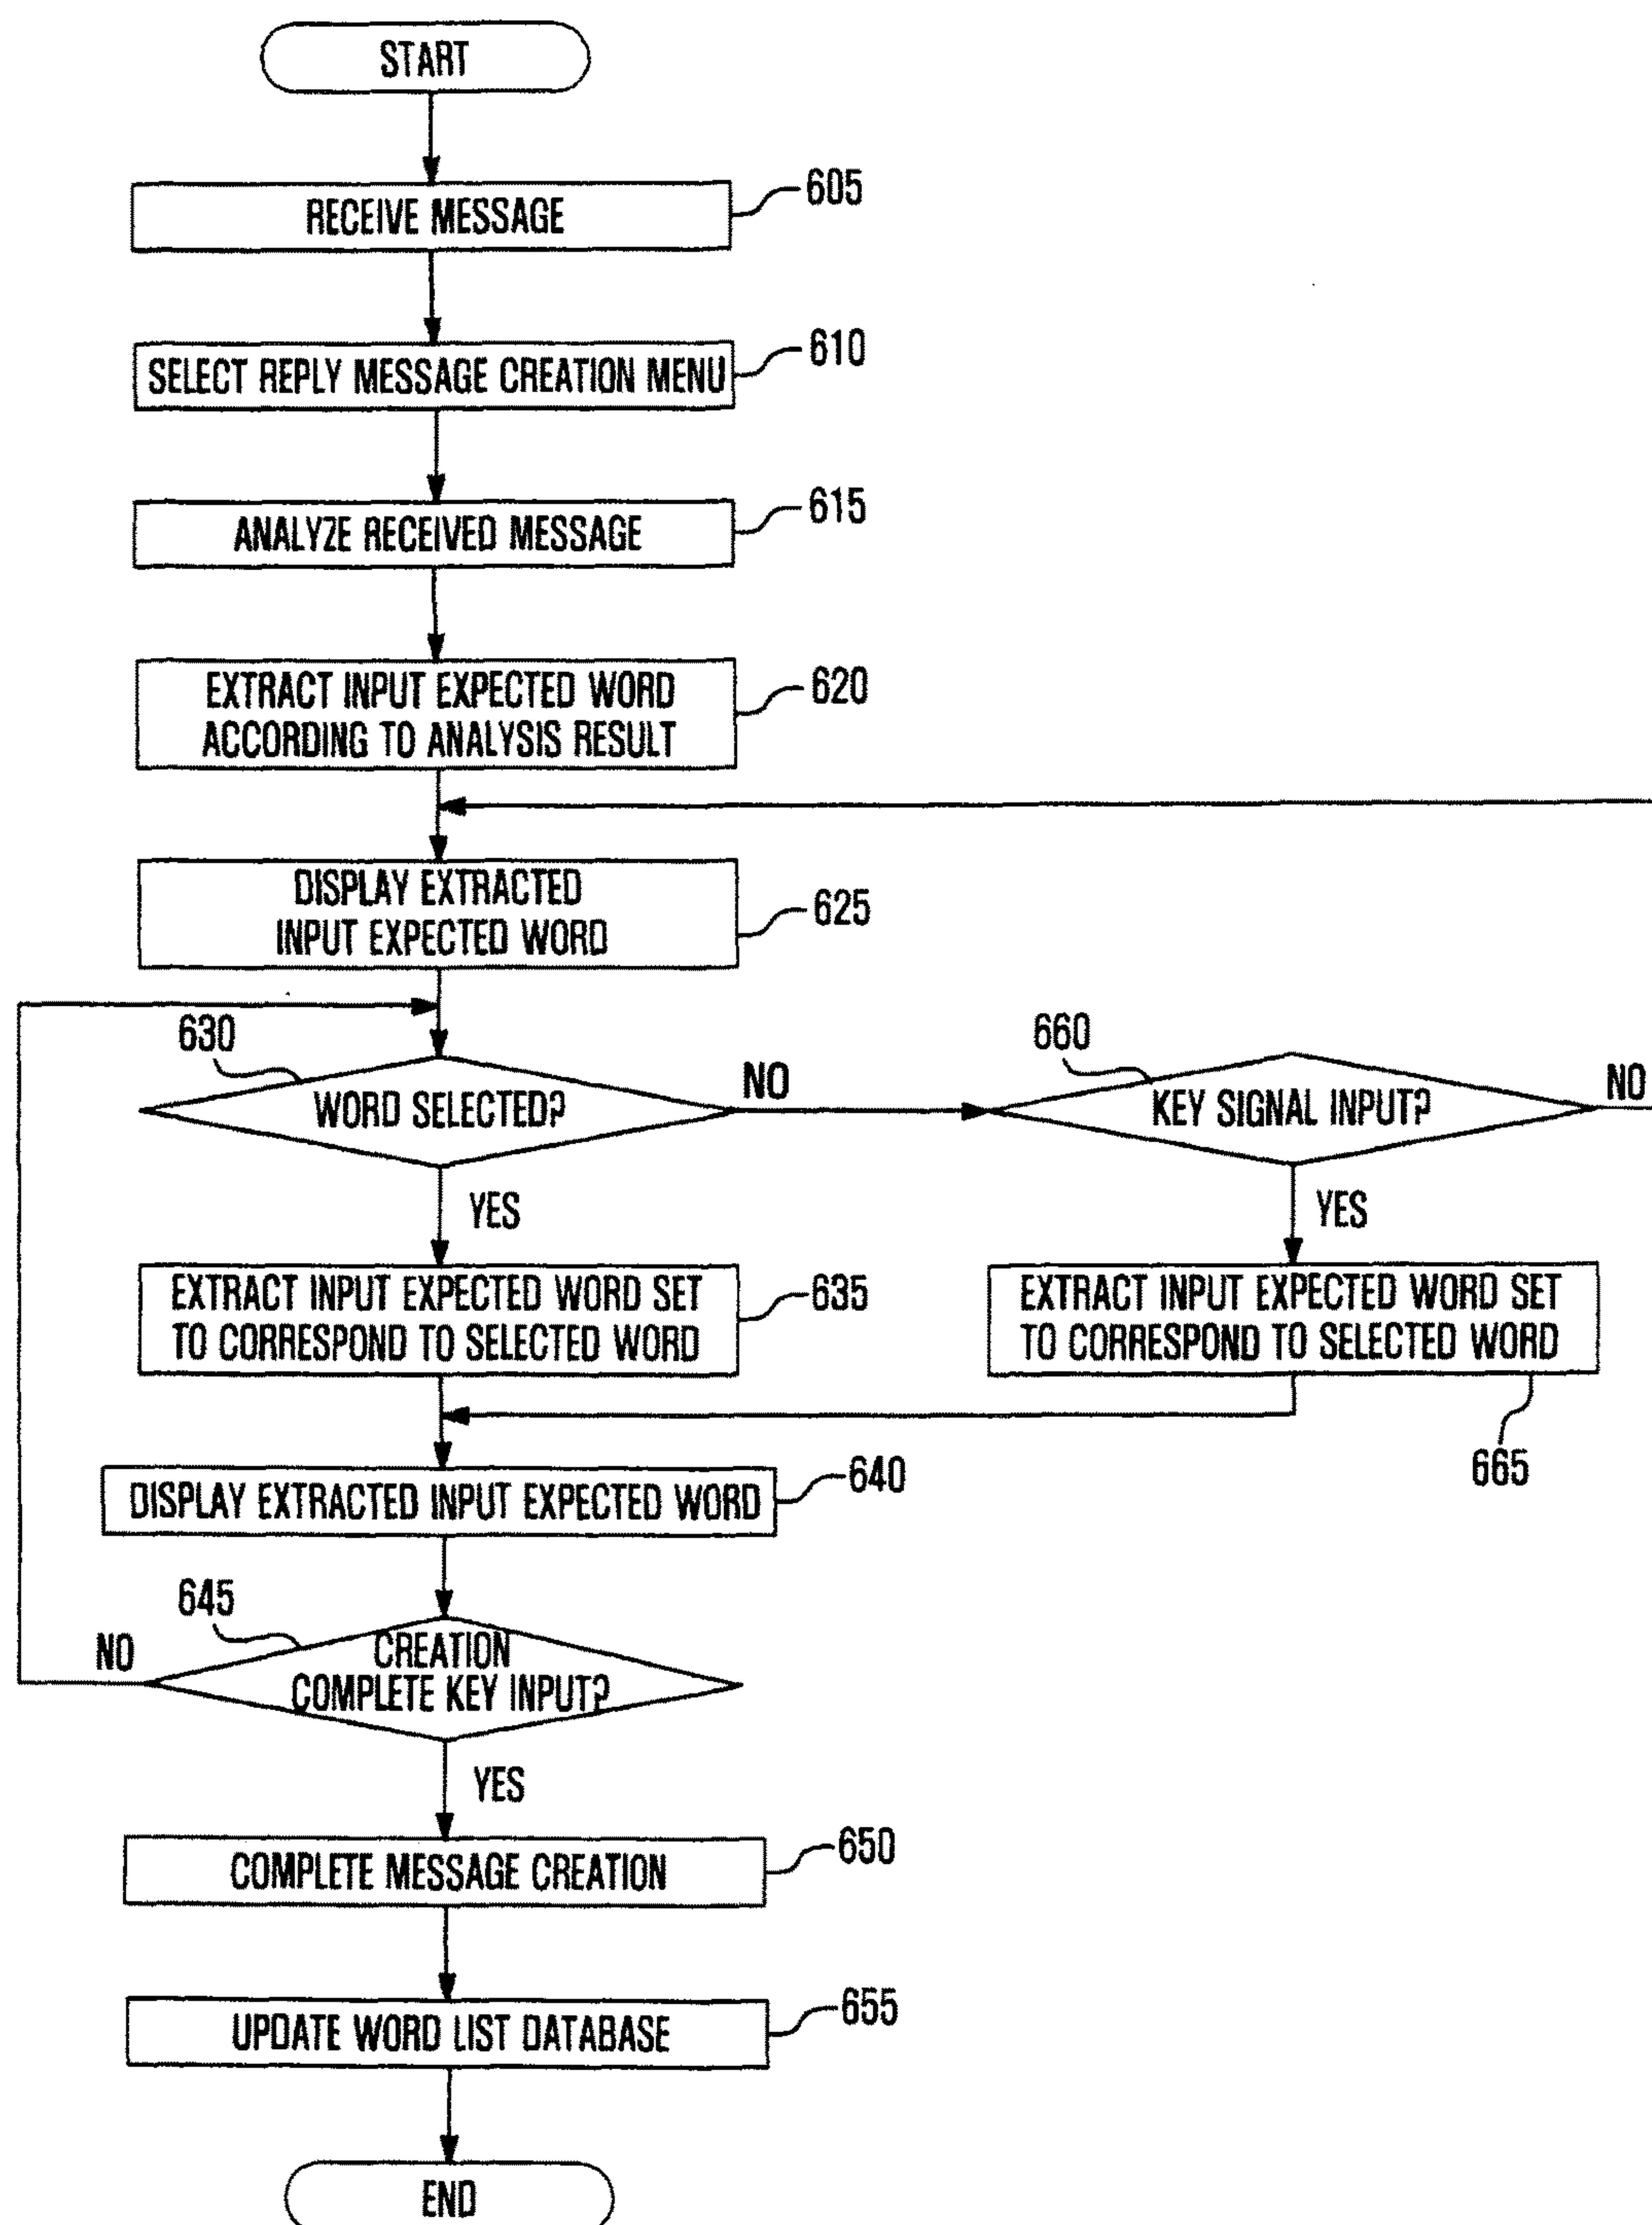 START
RECEIVE MESSAGE
605
SELECT REPLY MESSAGE CREATION MENU
610
ANALYZE RECEIVED MESSAGE
615
EXTRACT INPUT EXPECTED WORD
ACCORDING TO ANALYSIS RESULT
620
DISPLAY EXTRACTED
INPUT EXPECTED WORD
625
630
WORD SELECTED?
NO
660
KEY SIGNAL INPUT?
NO
YES
YES
EXTRACT INPUT EXPECTED WORD SET
TO CORRESPOND TO SELECTED WORD
635
EXTRACT INPUT EXPECTED WORD SET
TO CORRESPOND TO SELECTED WORD
665
DISPLAY EXTRACTED INPUT EXPECTED WORD
640
645
NO
CREATION
COMPLETE KEY INPUT?
YES
COMPLETE MESSAGE CREATION
650
UPDATE WORD LIST DATABASE
655
END